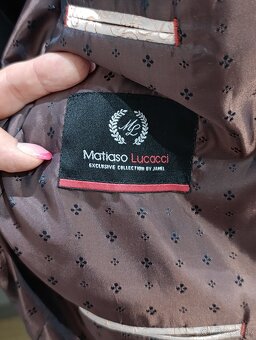 ML
Matiaso Lucacci
EXCLUSIVE COLLECTION BY JAMEL